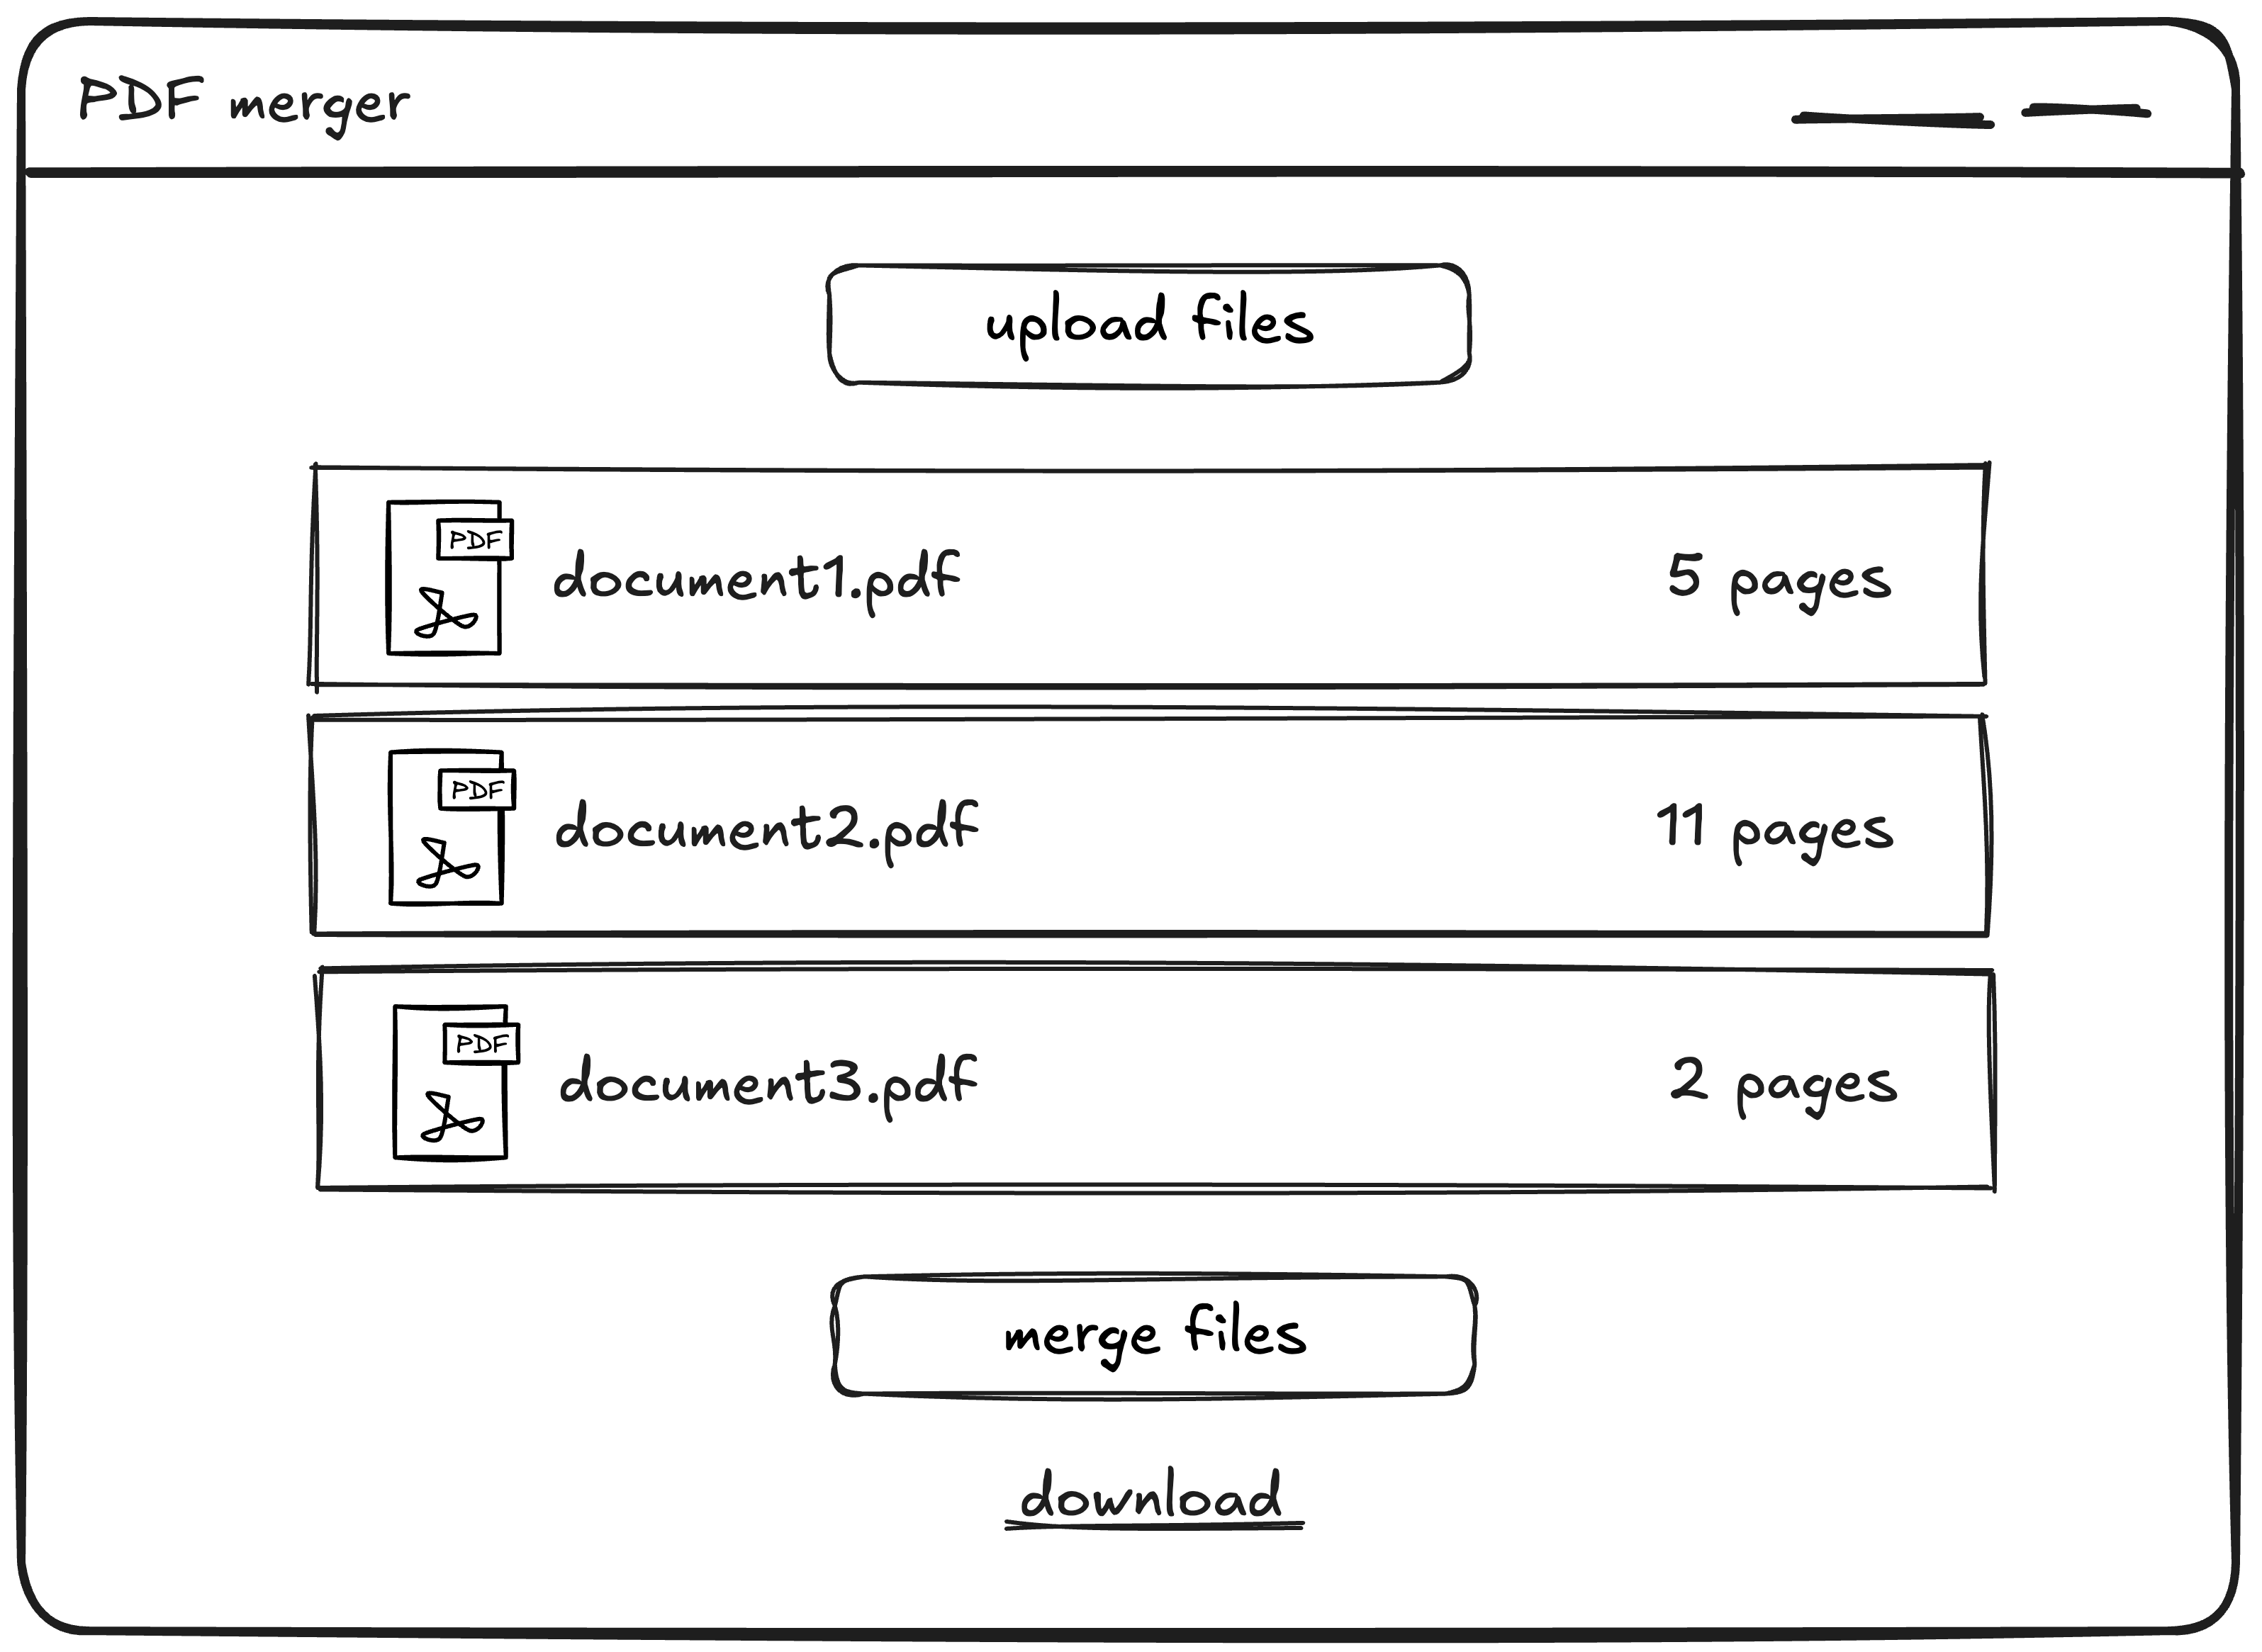 PDF merger
upload files
PDF
document1.pdf
5 pages
PDF
document2.pdf
11 pages
PDF
document3.pdf
2 pages
merge files
download